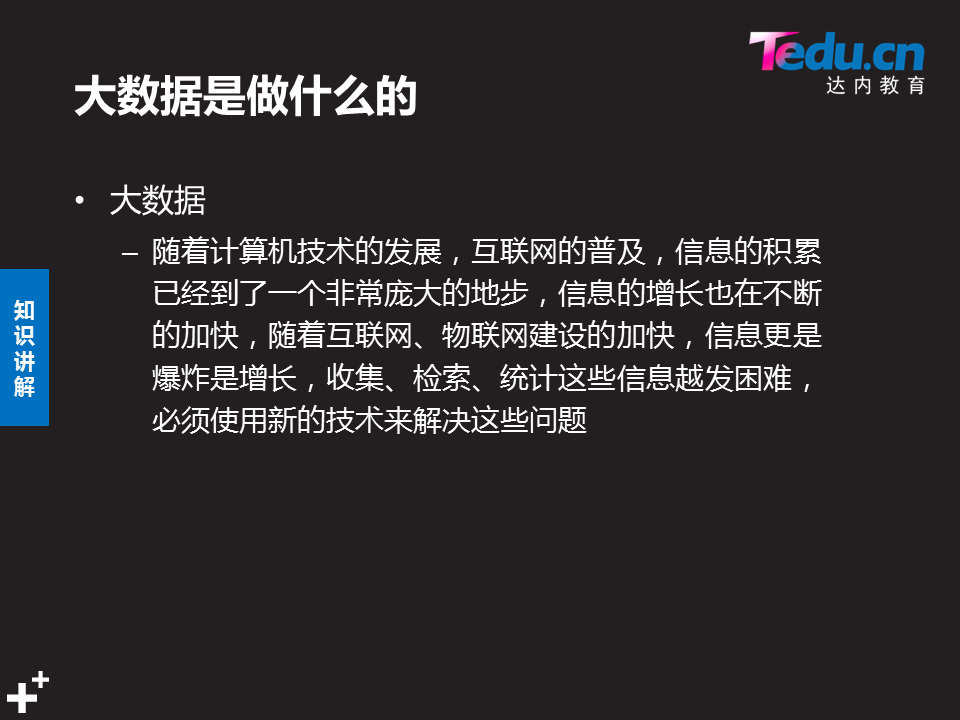 Tedu.cn
达内教育
大数据是做什么的
• 大数据
– 随着计算机技术的发展，互联网的普及，信息的积累
已经到了一个非常庞大的地步，信息的增长也在不断
的加快，随着互联网、物联网建设的加快，信息更是
爆炸是增长，收集、检索、统计这些信息越发困难，
必须使用新的技术来解决这些问题
知识讲解